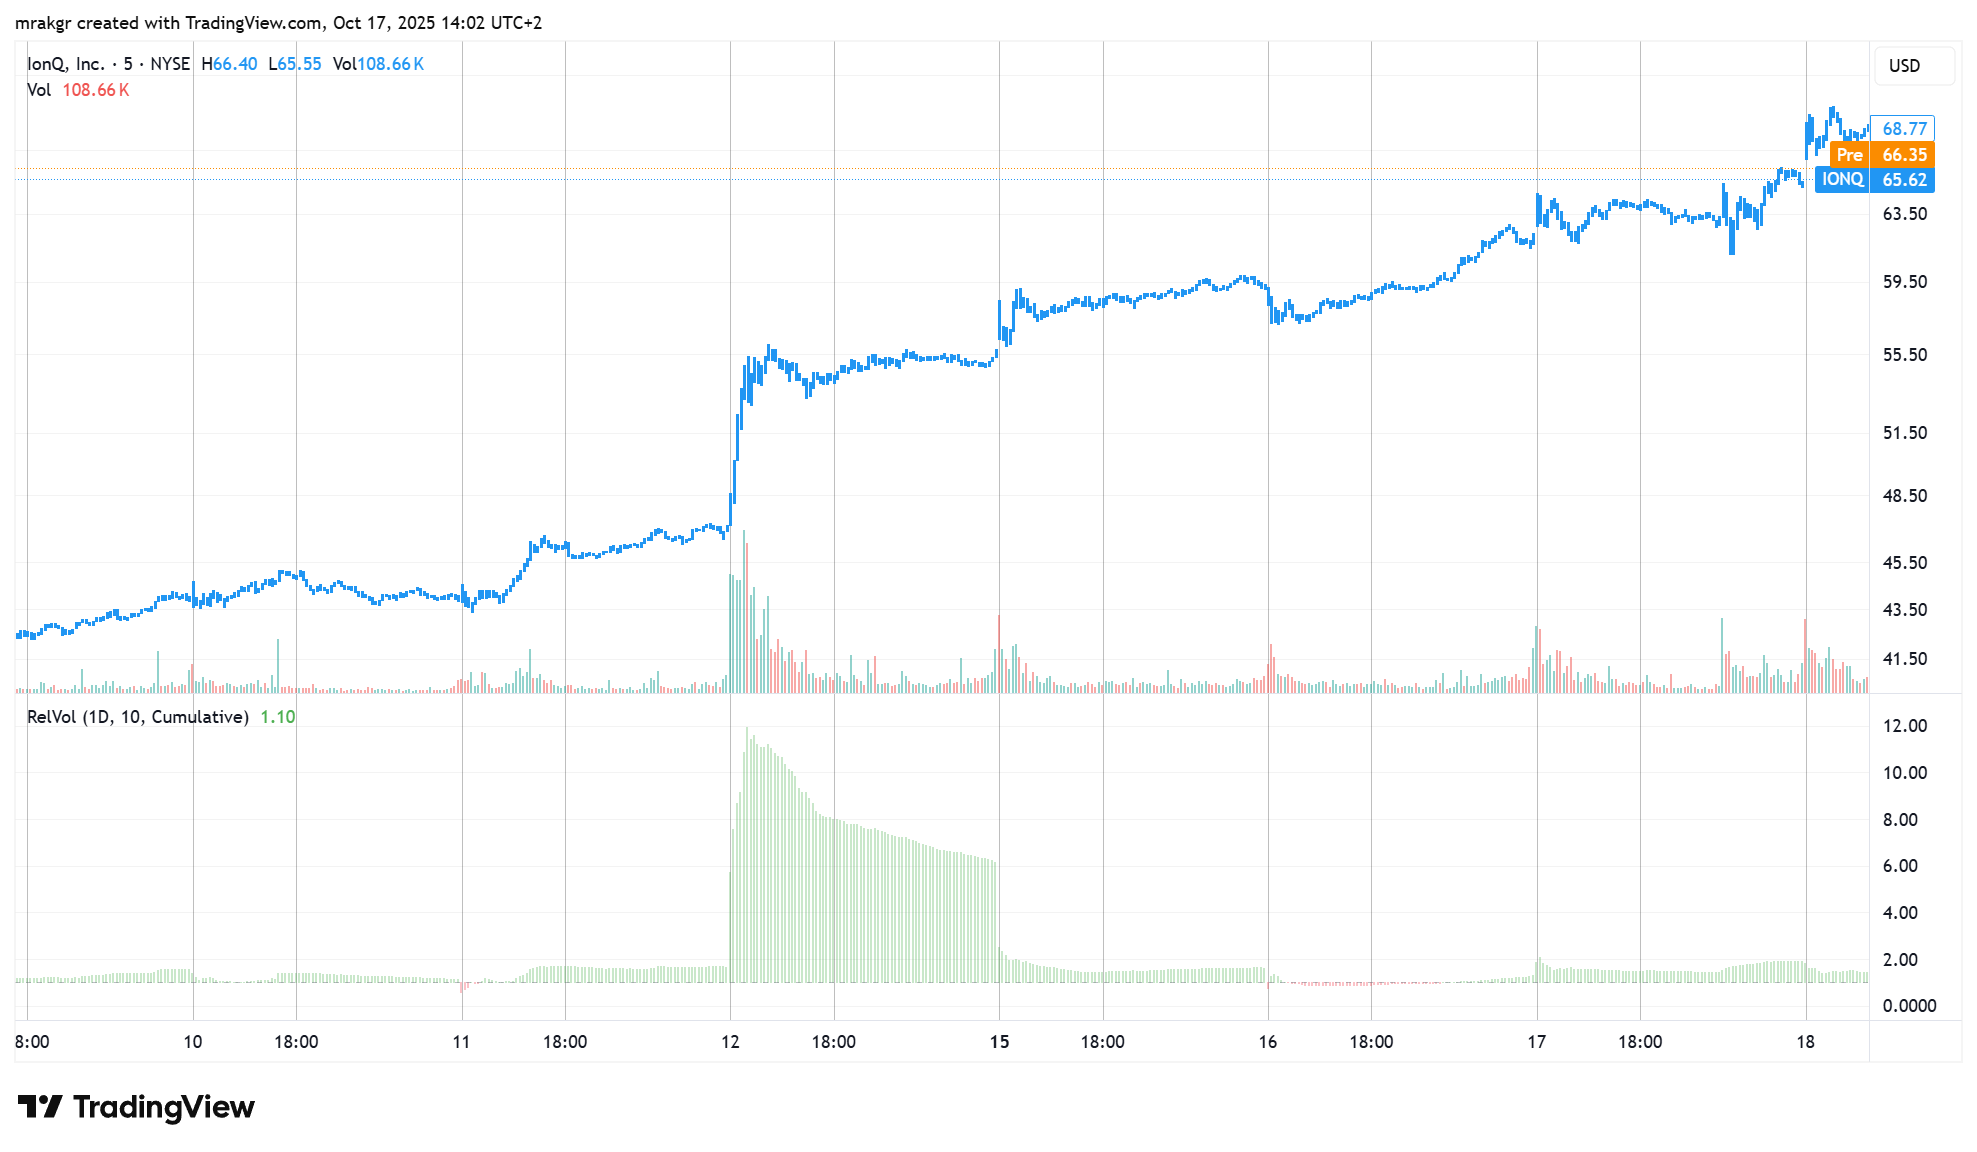 mrakgr created with TradingView.com, Oct 17, 2025 14:02 UTC+2
IonQ, Inc. · 5 · NYSE H66.40 L65.55 Vol108.66 K
Vol 108.66 K
USD
68.77
Pre 66.35
IONQ 65.62
63.50
59.50
55.50
51.50
48.50
45.50
43.50
41.50
RelVol (1D, 10, Cumulative) 1.10
12.00
10.00
8.00
6.00
4.00
2.00
0.0000
8:00 10 18:00 11 18:00 12 18:00 15 18:00 16 18:00 17 18:00 18
TradingView